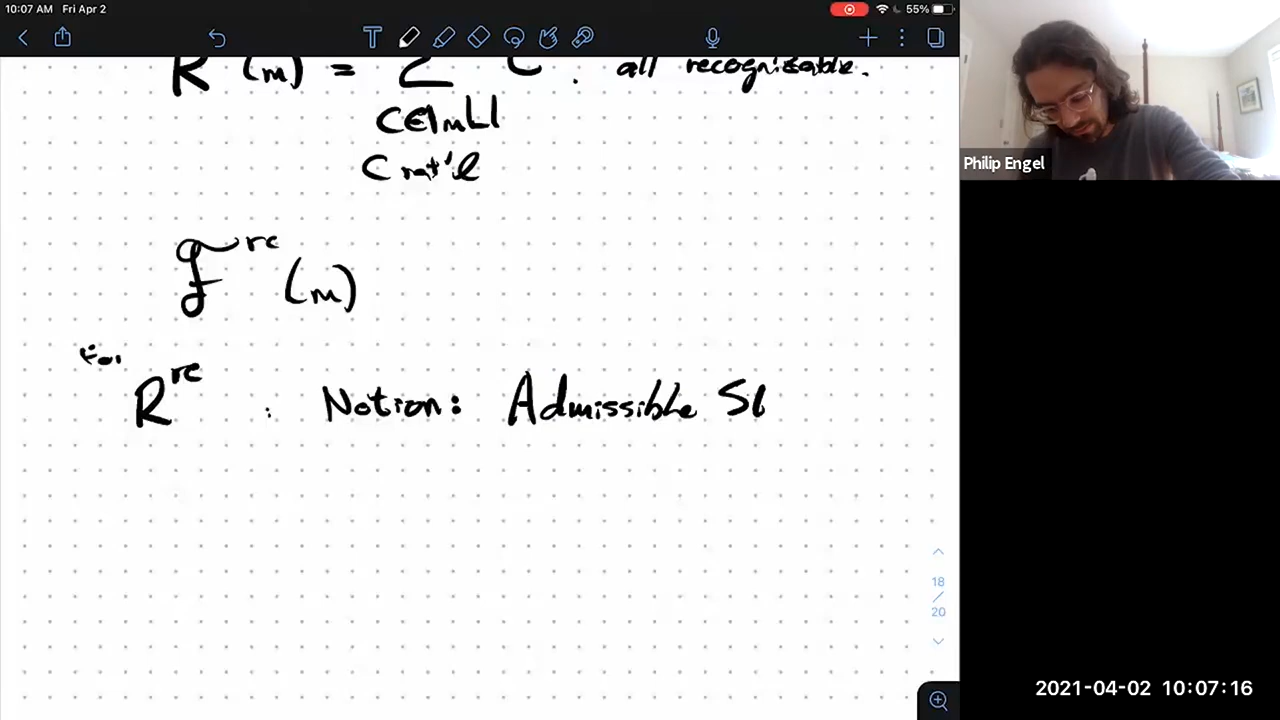 10:07 AM Fri Apr 2
55%
R (m) = Σ C . all recognizable.
C∈|mL|
C rat'l
Philip Engel
F^rc (m)
For
R^rc : Notion: Admissible Sl
18
/
20
2021-04-02 10:07:16